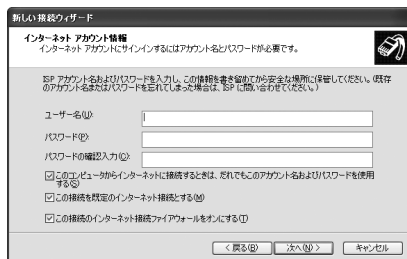 新しい接続ウィザード
インターネット アカウント情報
インターネット アカウントにサインインするにはアカウント名とパスワードが必要です。
ISP アカウント名およびパスワードを入力し、この情報を書き留めてから安全な場所に保管してください。(既存
のアカウント名またはパスワードを忘れてしまった場合は、ISP に問い合わせてください。)
ユーザー名(U):
パスワード(P):
パスワードの確認入力(C):
このコンピュータからインターネットに接続するときは、だれでもこのアカウント名およびパスワードを使用
する(S)
この接続を既定のインターネット接続とする(M)
この接続のインターネット接続ファイアウォールをオンにする(T)
< 戻る(B)
次へ(N) >
キャンセル